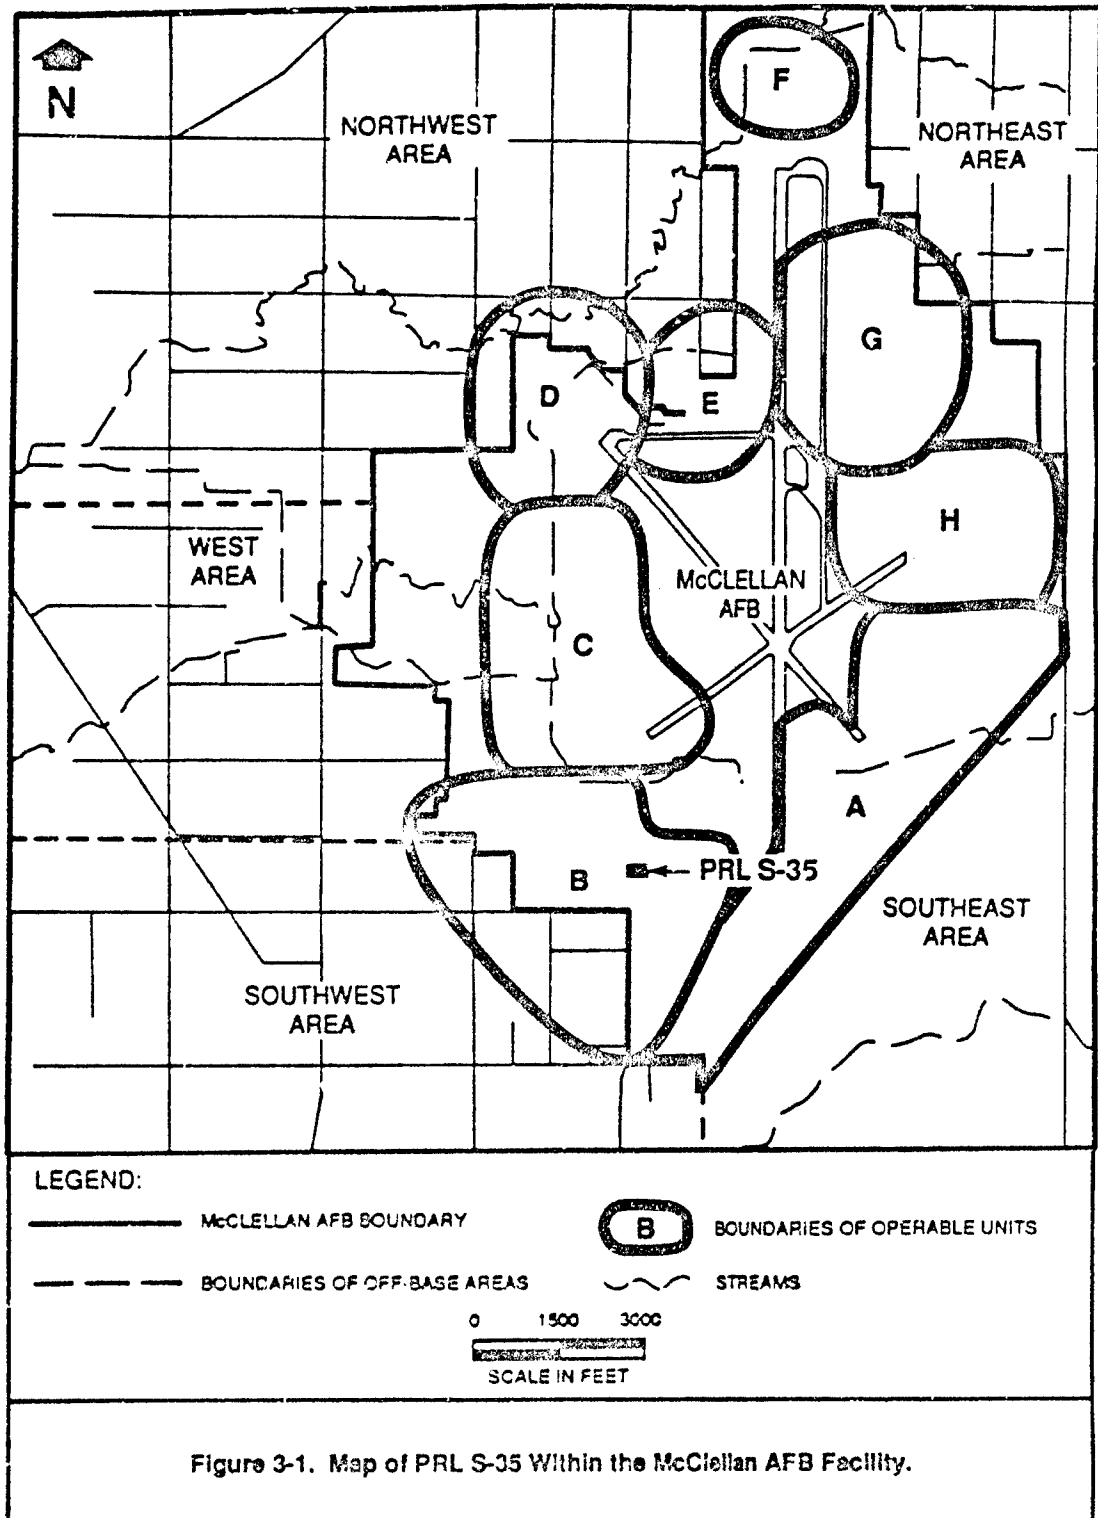 N
F
NORTHWEST
AREA
NORTHEAST
AREA
G
D
E
H
WEST
AREA
McCLELLAN
AFB
C
A
B
PRL S-35
SOUTHEAST
AREA
SOUTHWEST
AREA
LEGEND:
McCLELLAN AFB BOUNDARY
B
BOUNDARIES OF OPERABLE UNITS
BOUNDARIES OF OFF-BASE AREAS
STREAMS
0 1500 3000
SCALE IN FEET
Figure 3-1. Map of PRL S-35 Within the McClellan AFB Facility.